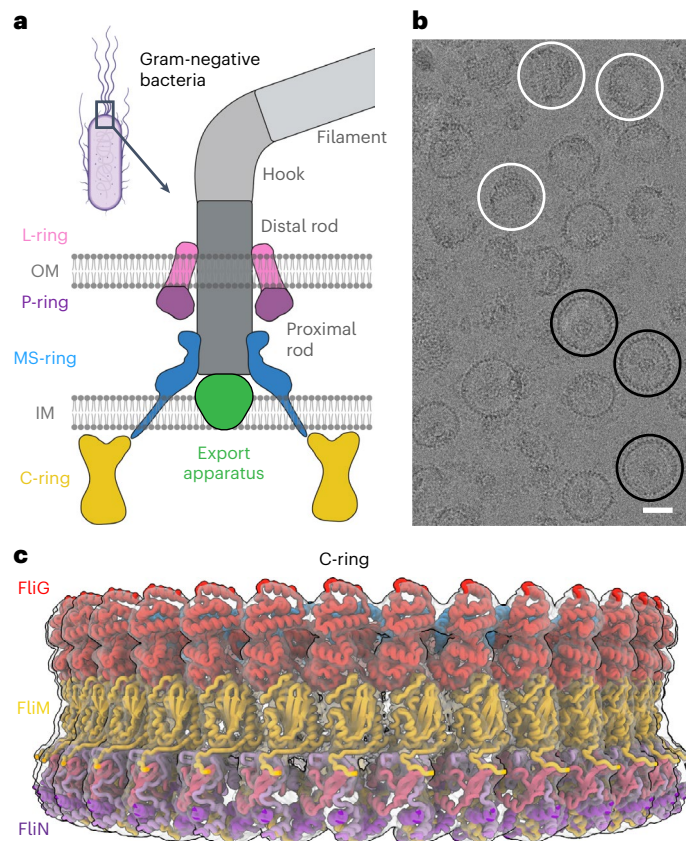 a
Gram-negative
bacteria
Filament
Hook
Distal rod
L-ring
OM
P-ring
Proximal
rod
MS-ring
IM
Export
apparatus
C-ring
b
c
C-ring
FliG
FliM
FliN